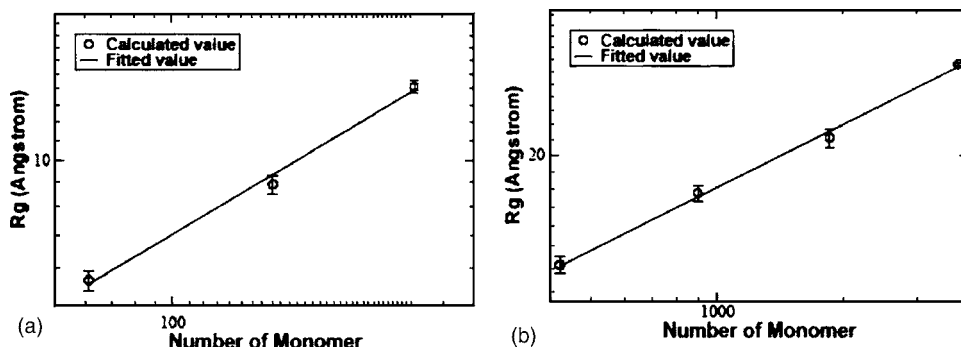 Calculated value
Fitted value
Rg (Angstrom)
10
100
(a)
Number of Monomer
Calculated value
Fitted value
Rg (Angstrom)
20
1000
(b)
Number of Monomer